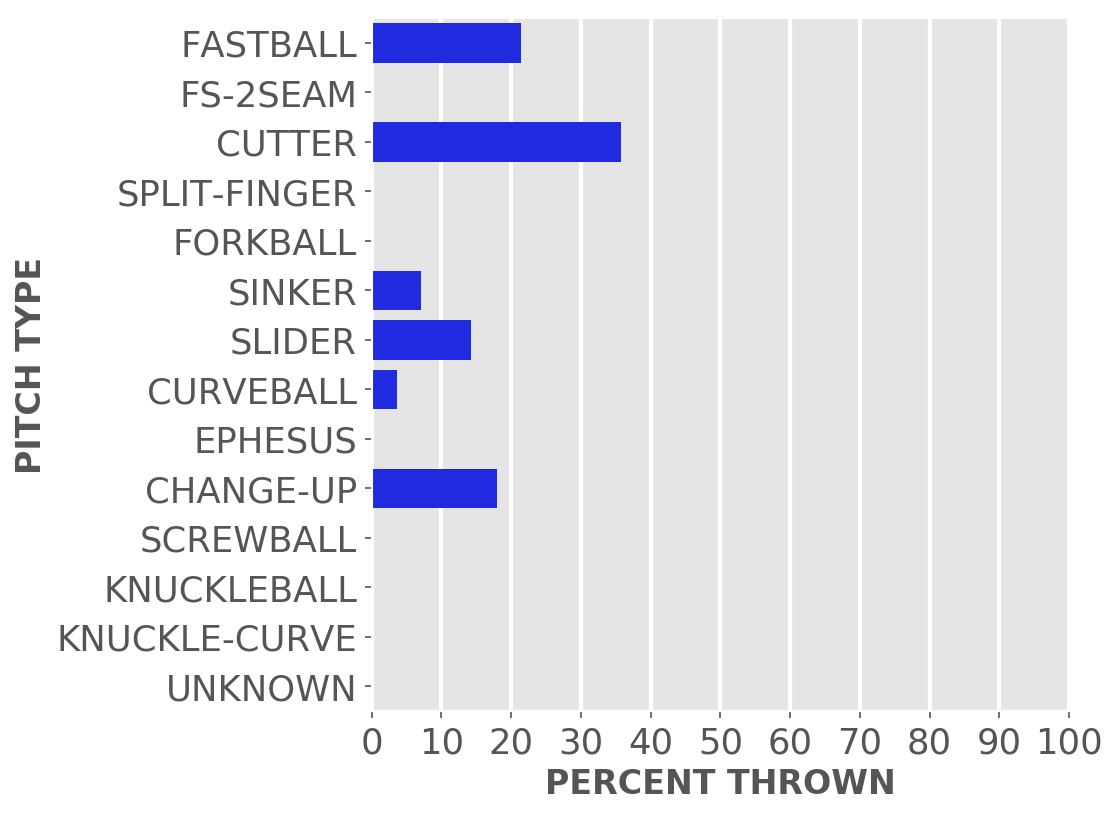 FASTBALL
FS-2SEAM
CUTTER
SPLIT-FINGER
FORKBALL
SINKER
SLIDER
CURVEBALL
EPHESUS
CHANGE-UP
SCREWBALL
KNUCKLEBALL
KNUCKLE-CURVE
UNKNOWN
PITCH TYPE
0 10 20 30 40 50 60 70 80 90 100
PERCENT THROWN